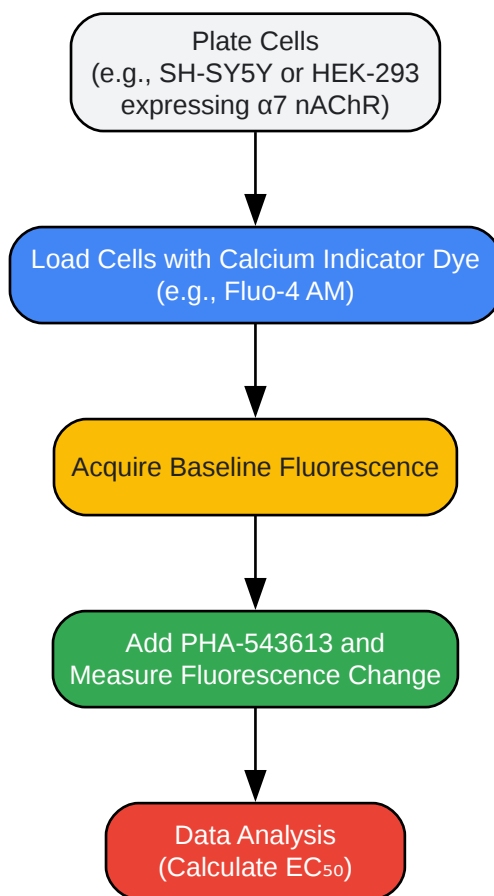 Plate Cells
(e.g., SH-SY5Y or HEK-293
expressing α7 nAChR)
Load Cells with Calcium Indicator Dye
(e.g., Fluo-4 AM)
Acquire Baseline Fluorescence
Add PHA-543613 and
Measure Fluorescence Change
Data Analysis
(Calculate EC₅₀)